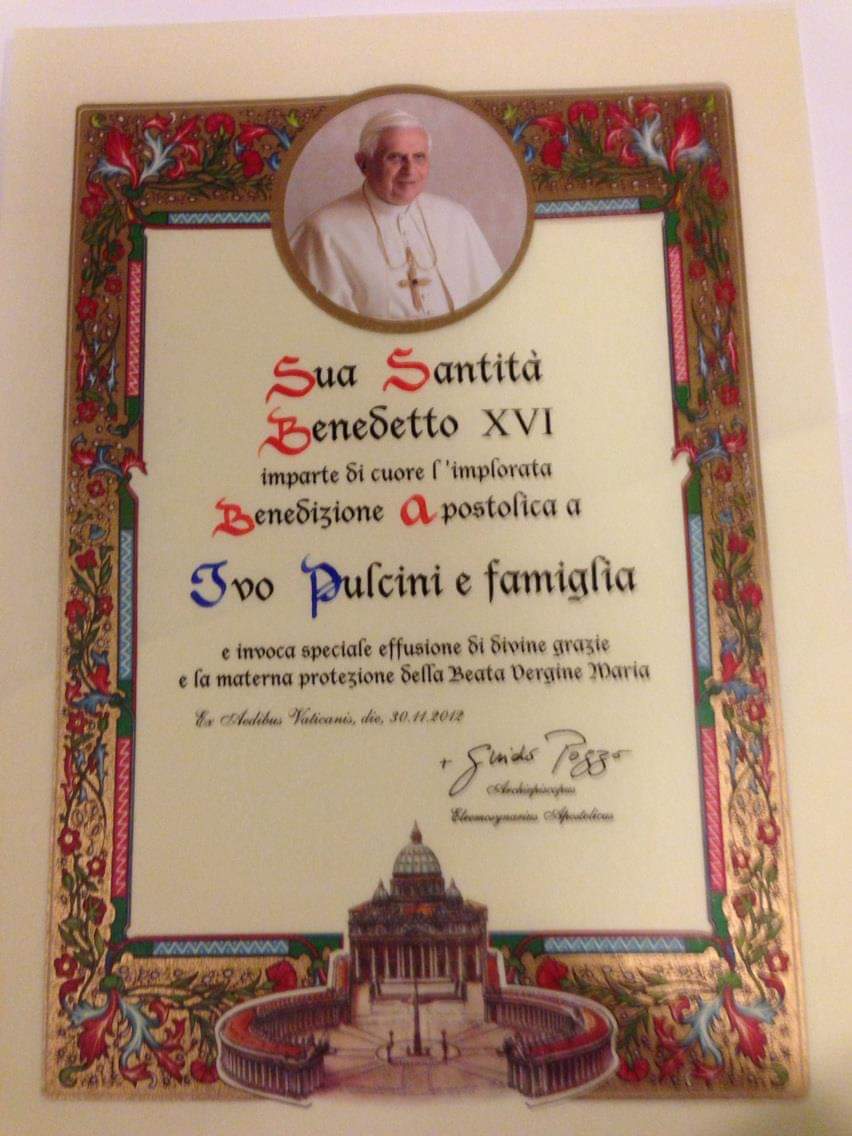 Sua Santità
Benedetto XVI
imparte di cuore l'implorata
Benedizione Apostolica a
Ivo Pulcini e famiglia
e invoca speciale effusione di divine grazie
e la materna protezione della Beata Vergine Maria
Ex Aedibus Vaticanis, die, 30.11.2012
+ Guido Pozzo
Archiepiscopus
Eleemosynarius Apostolicus